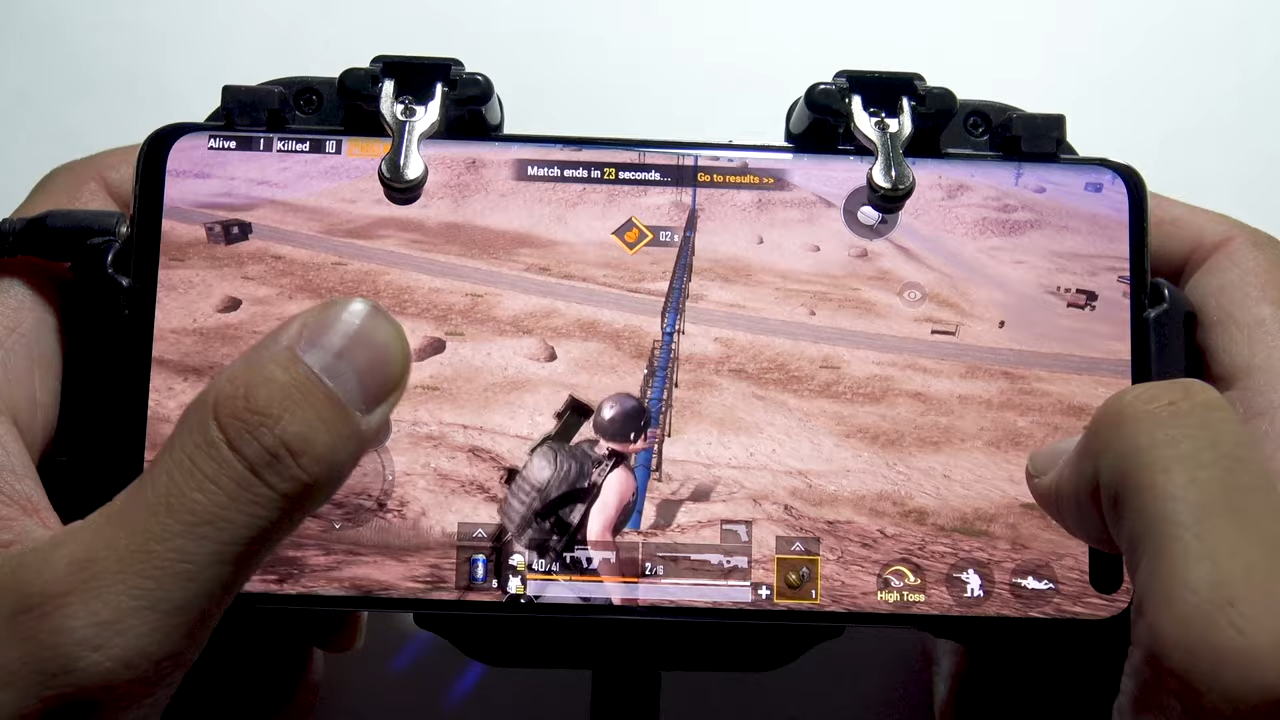 Alive 1 Killed 10
Match ends in 23 seconds... Go to results >>
02 s
40/41
2/16
5
1
High Toss